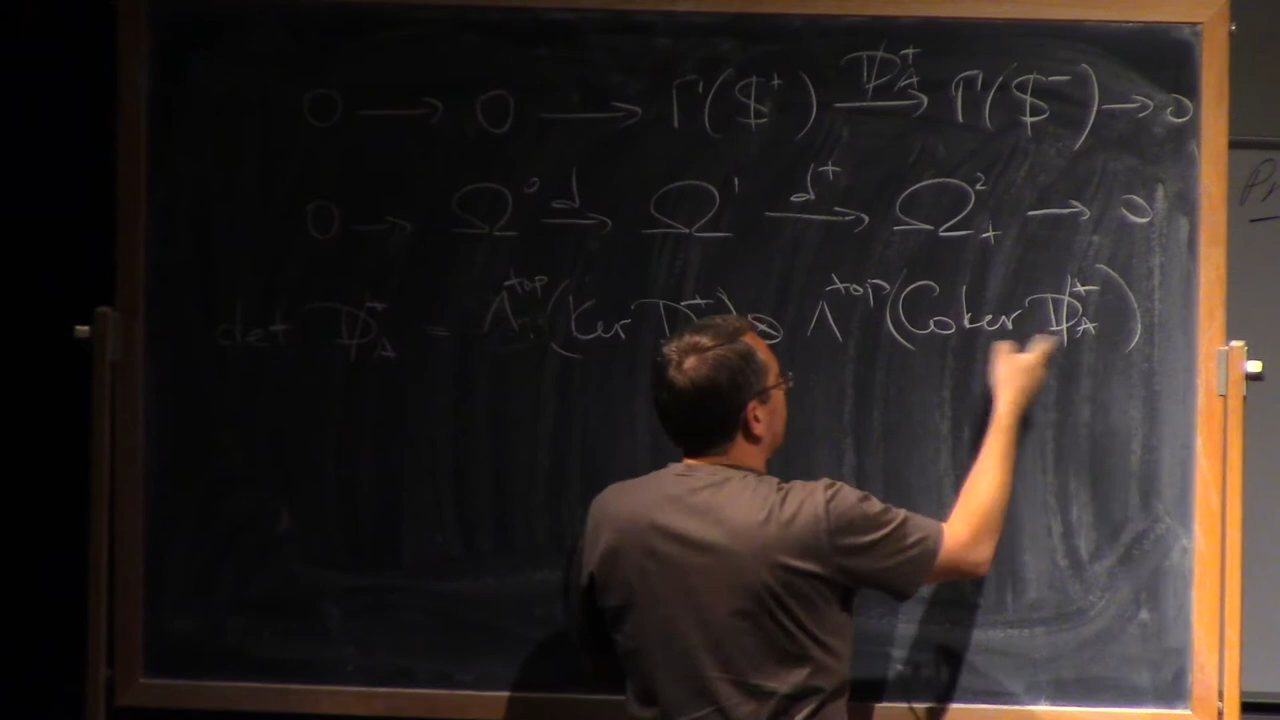 0 → 0 → Γ($⁺) —D̸_A⁺→ Γ($⁻) → 0
0 → Ω⁰ —d→ Ω¹ —d⁺→ Ω²₊ → 0
det D̸_A⁺ = Λ^top(Ker D̸_A⁺) ⊗ Λ^top(Coker D̸_A⁺)